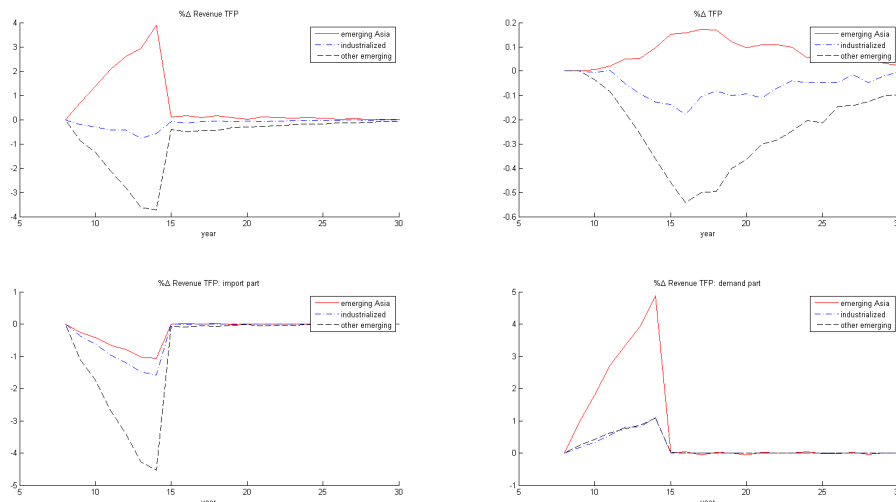 %Δ Revenue TFP
4
3
2
1
0
-1
-2
-3
-4
5
10
15
20
25
30
year
emerging Asia
industrialized
other emerging
%Δ TFP
0.2
0.1
0
-0.1
-0.2
-0.3
-0.4
-0.5
-0.6
5
10
15
20
25
30
year
emerging Asia
industrialized
other emerging
%Δ Revenue TFP: import part
1
0
-1
-2
-3
-4
-5
5
10
15
20
25
30
year
emerging Asia
industrialized
other emerging
%Δ Revenue TFP: demand part
5
4
3
2
1
0
-1
5
10
15
20
25
30
year
emerging Asia
industrialized
other emerging